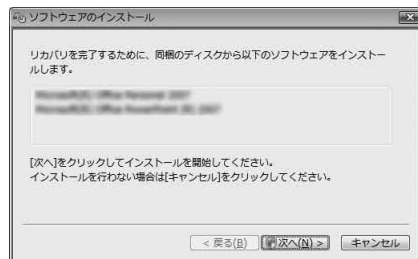 ソフトウェアのインストール
リカバリを完了するために、同梱のディスクから以下のソフトウェアをインストー
ルします。
[次へ]をクリックしてインストールを開始してください。
インストールを行わない場合は[キャンセル]をクリックしてください。
< 戻る(B) 次へ(N) > キャンセル